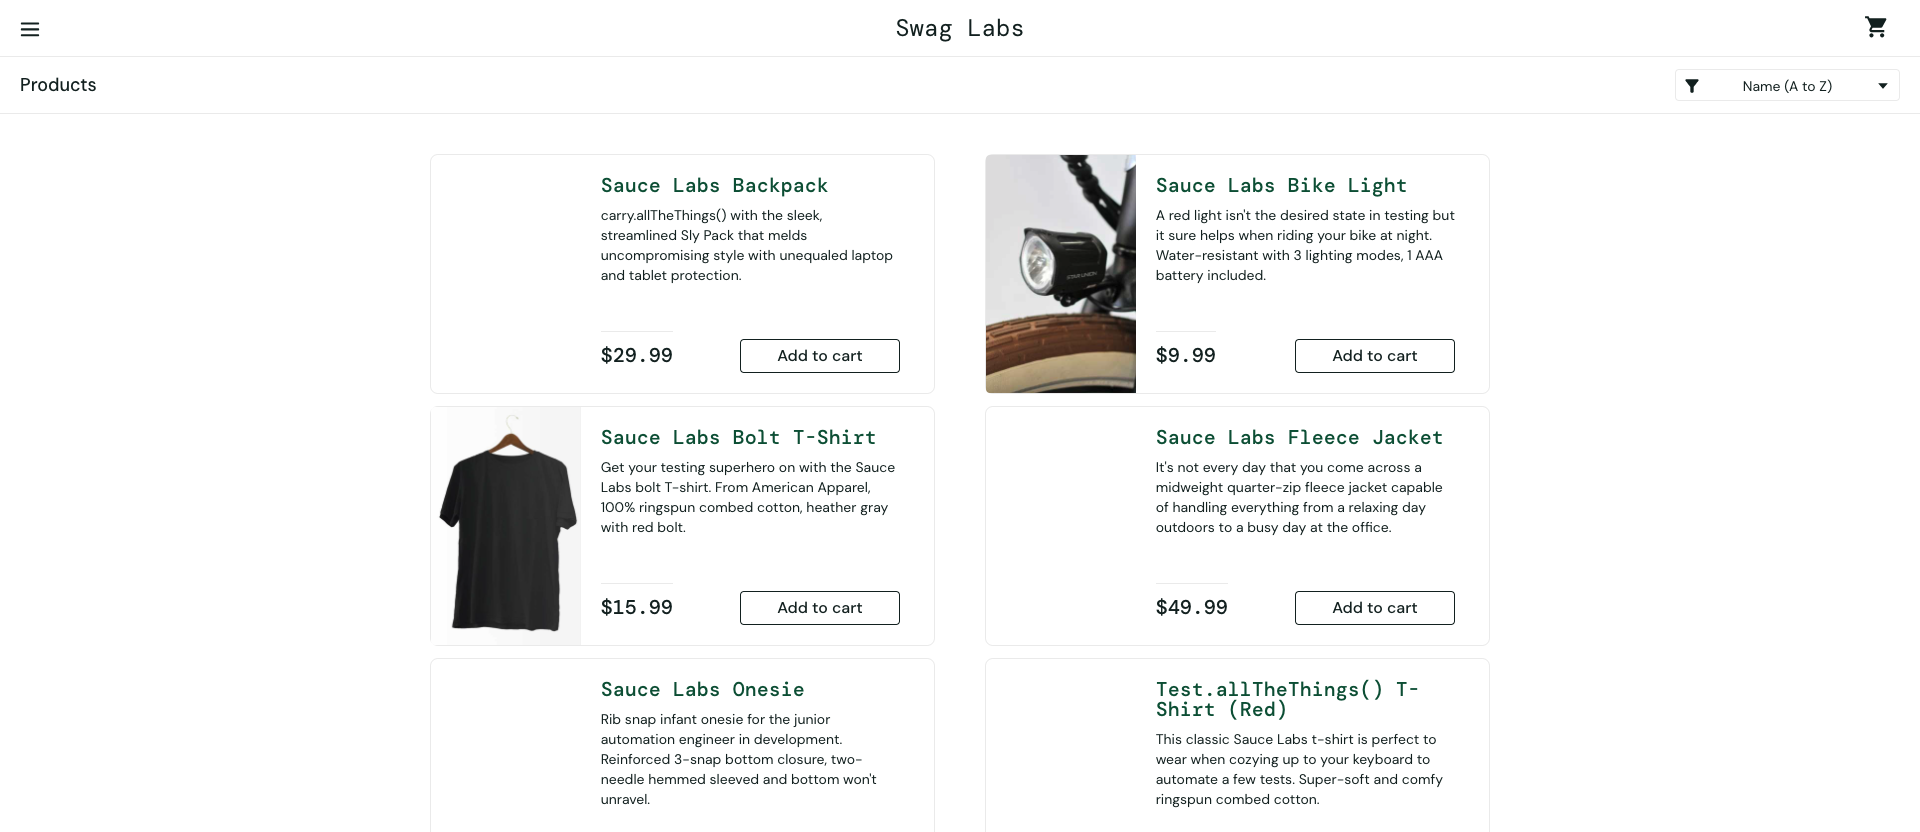 Swag Labs
Products
Name (A to Z)
Sauce Labs Backpack
carry.allTheThings() with the sleek,
streamlined Sly Pack that melds
uncompromising style with unequaled laptop
and tablet protection.
$29.99
Add to cart
Sauce Labs Bike Light
A red light isn't the desired state in testing but
it sure helps when riding your bike at night.
Water-resistant with 3 lighting modes, 1 AAA
battery included.
$9.99
Add to cart
Sauce Labs Bolt T-Shirt
Get your testing superhero on with the Sauce
Labs bolt T-shirt. From American Apparel,
100% ringspun combed cotton, heather gray
with red bolt.
$15.99
Add to cart
Sauce Labs Fleece Jacket
It's not every day that you come across a
midweight quarter-zip fleece jacket capable
of handling everything from a relaxing day
outdoors to a busy day at the office.
$49.99
Add to cart
Sauce Labs Onesie
Rib snap infant onesie for the junior
automation engineer in development.
Reinforced 3-snap bottom closure, two-
needle hemmed sleeved and bottom won't
unravel.
Test.allTheThings() T-
Shirt (Red)
This classic Sauce Labs t-shirt is perfect to
wear when cozying up to your keyboard to
automate a few tests. Super-soft and comfy
ringspun combed cotton.